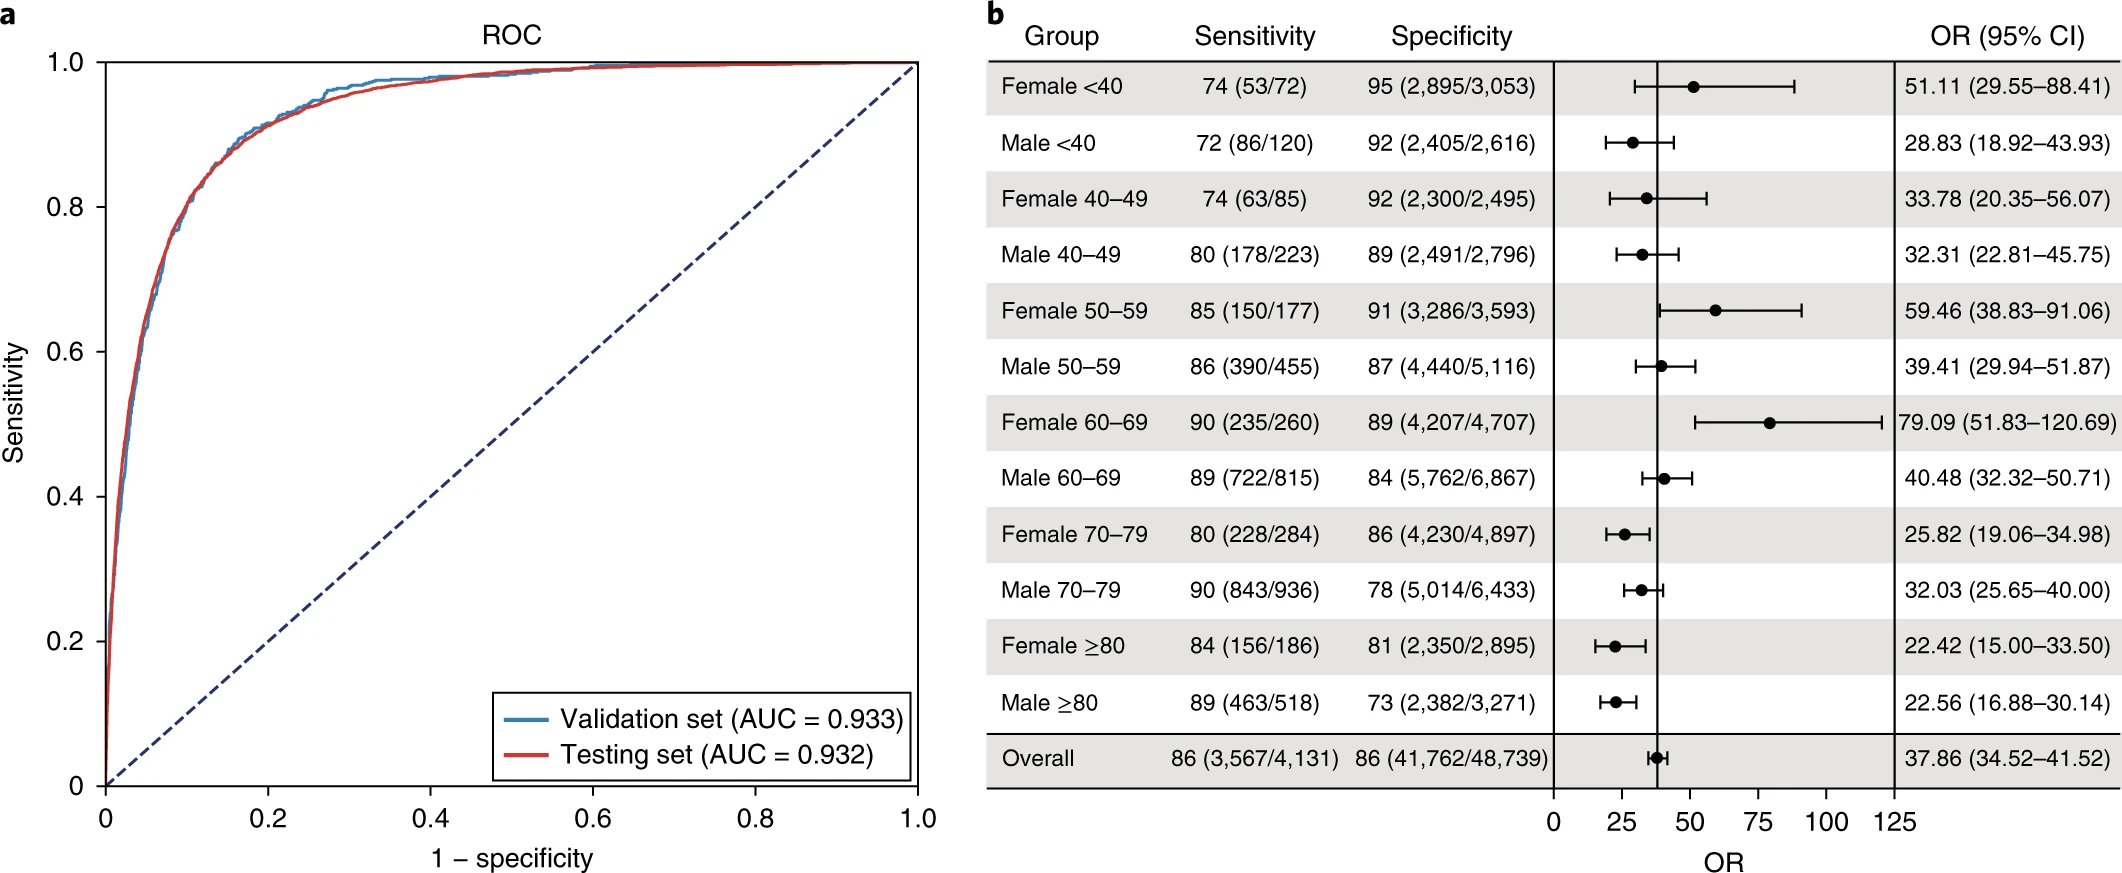 a
ROC
1.0
0.8
0.6
0.4
0.2
0
Sensitivity
Validation set (AUC = 0.933)
Testing set (AUC = 0.932)
0 0.2 0.4 0.6 0.8 1.0
1 − specificity
b
Group Sensitivity Specificity OR (95% CI)
Female <40 74 (53/72) 95 (2,895/3,053) 51.11 (29.55–88.41)
Male <40 72 (86/120) 92 (2,405/2,616) 28.83 (18.92–43.93)
Female 40–49 74 (63/85) 92 (2,300/2,495) 33.78 (20.35–56.07)
Male 40–49 80 (178/223) 89 (2,491/2,796) 32.31 (22.81–45.75)
Female 50–59 85 (150/177) 91 (3,286/3,593) 59.46 (38.83–91.06)
Male 50–59 86 (390/455) 87 (4,440/5,116) 39.41 (29.94–51.87)
Female 60–69 90 (235/260) 89 (4,207/4,707) 79.09 (51.83–120.69)
Male 60–69 89 (722/815) 84 (5,762/6,867) 40.48 (32.32–50.71)
Female 70–79 80 (228/284) 86 (4,230/4,897) 25.82 (19.06–34.98)
Male 70–79 90 (843/936) 78 (5,014/6,433) 32.03 (25.65–40.00)
Female ≥80 84 (156/186) 81 (2,350/2,895) 22.42 (15.00–33.50)
Male ≥80 89 (463/518) 73 (2,382/3,271) 22.56 (16.88–30.14)
Overall 86 (3,567/4,131) 86 (41,762/48,739) 37.86 (34.52–41.52)
0 25 50 75 100 125
OR